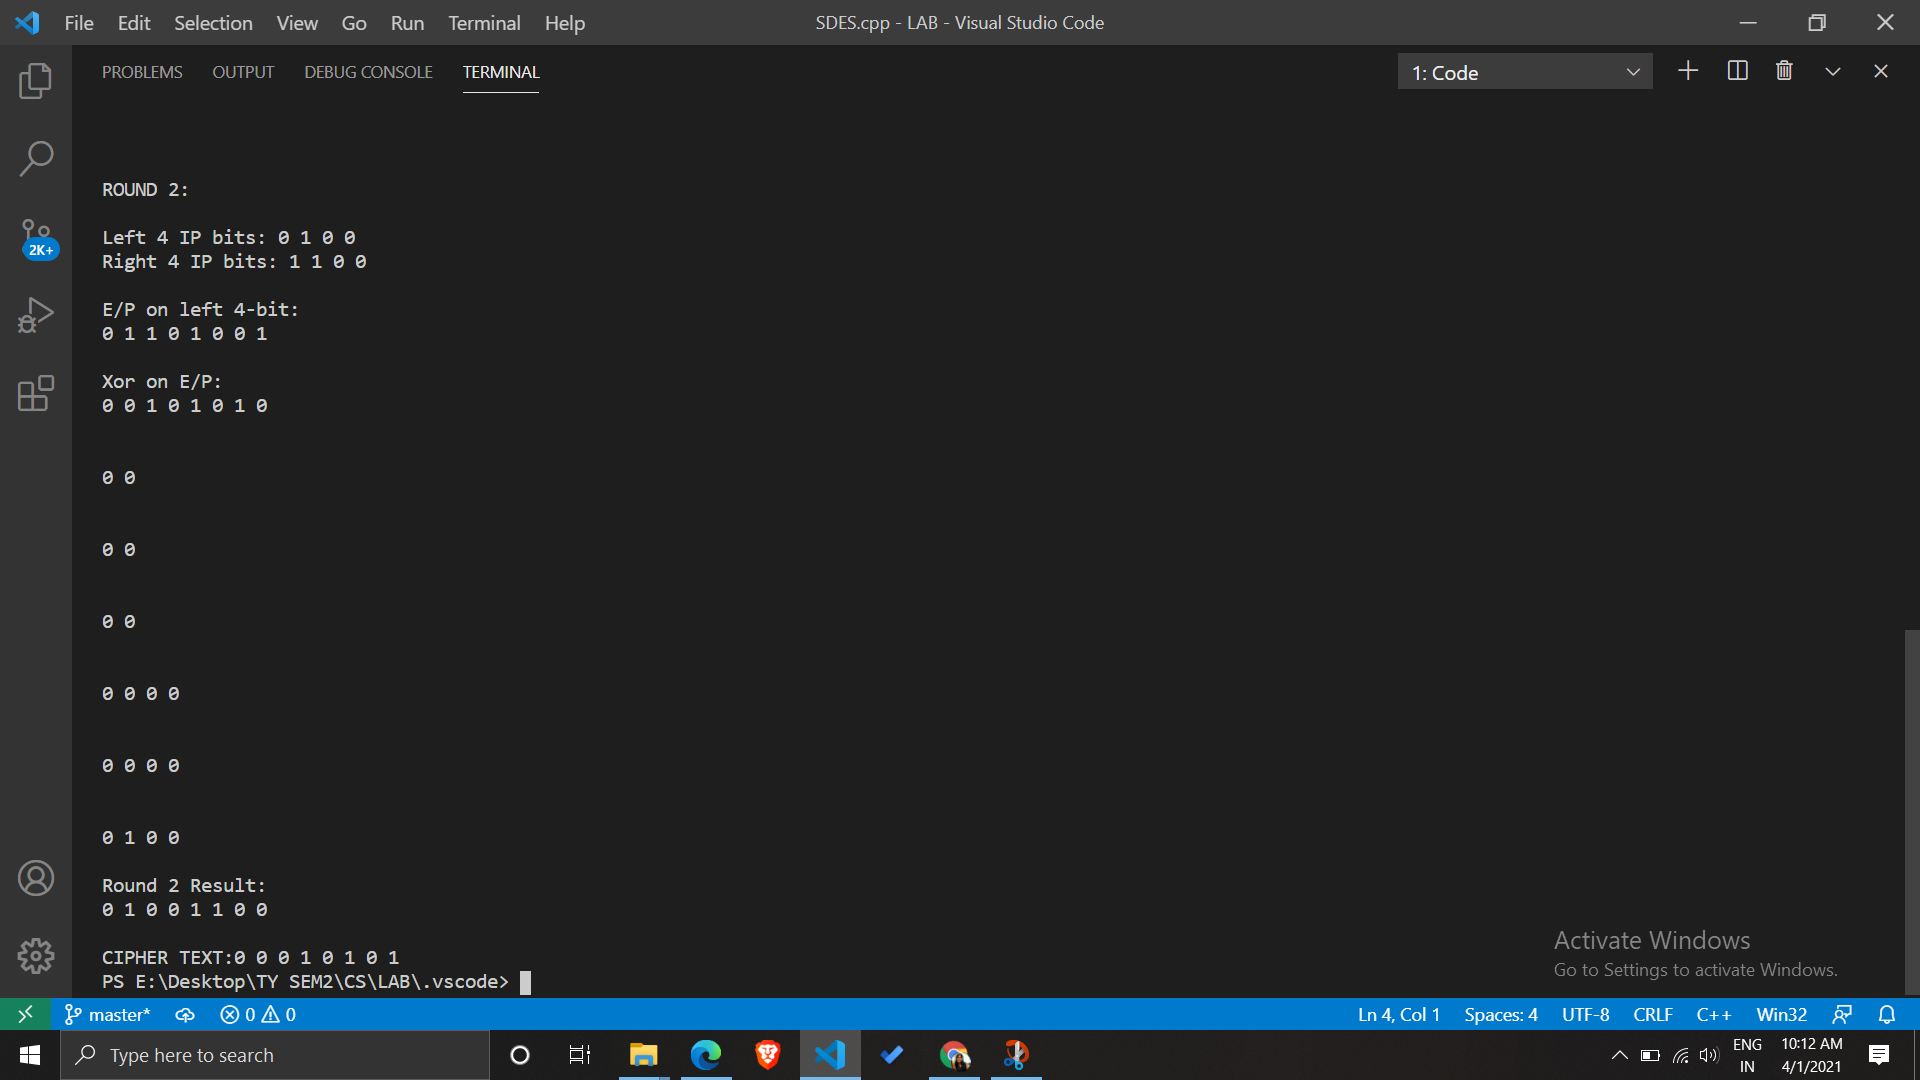 File Edit Selection View Go Run Terminal Help
SDES.cpp - LAB - Visual Studio Code
PROBLEMS OUTPUT DEBUG CONSOLE TERMINAL
1: Code
2K+
ROUND 2:
Left 4 IP bits: 0 1 0 0
Right 4 IP bits: 1 1 0 0
E/P on left 4-bit:
0 1 1 0 1 0 0 1
Xor on E/P:
0 0 1 0 1 0 1 0
0 0
0 0
0 0
0 0 0 0
0 0 0 0
0 1 0 0
Round 2 Result:
0 1 0 0 1 1 0 0
CIPHER TEXT:0 0 0 1 0 1 0 1
PS E:\Desktop\TY SEM2\CS\LAB\.vscode>
Activate Windows
Go to Settings to activate Windows.
master* 0 0 Ln 4, Col 1 Spaces: 4 UTF-8 CRLF C++ Win32
Type here to search
ENG
IN
10:12 AM
4/1/2021